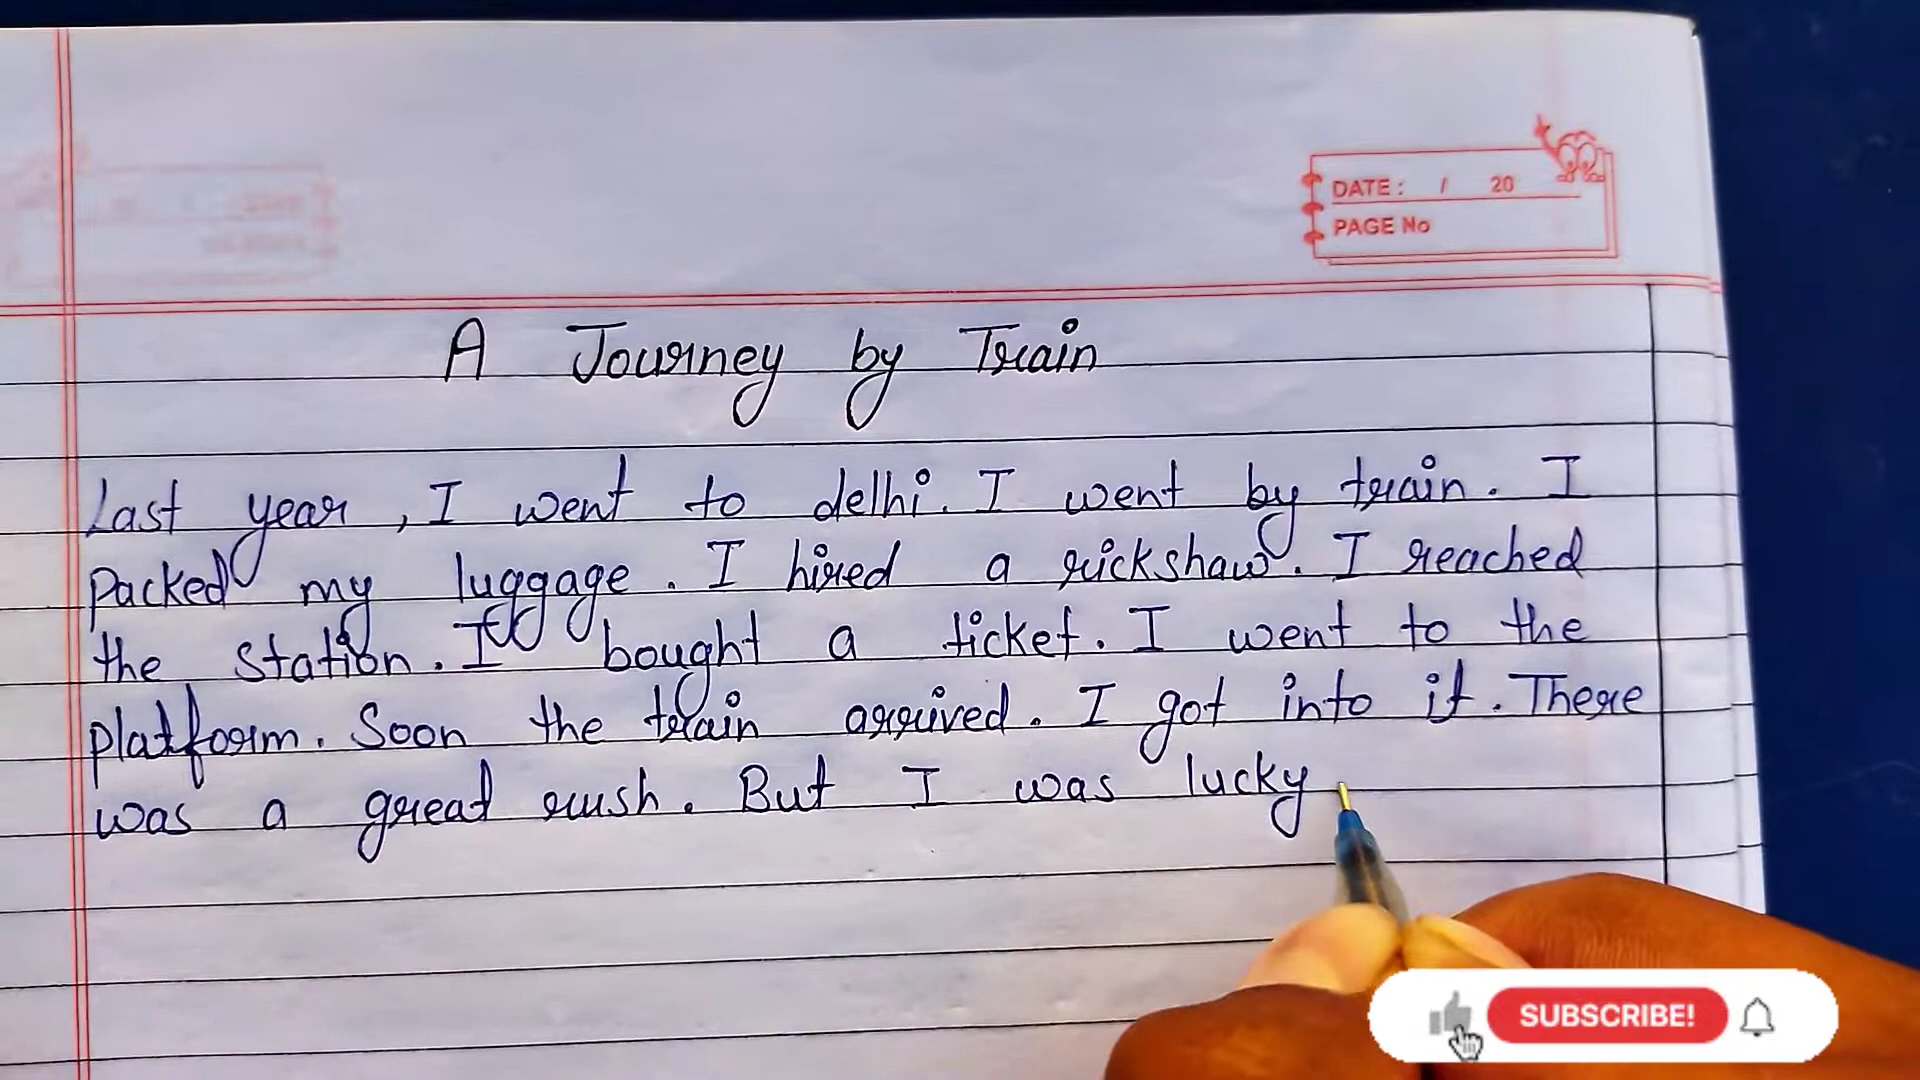 DATE : / 20
PAGE No
A Journey by Train
Last year, I went to delhi. I went by train. I
Packed my luggage. I hired a rickshaw. I reached
the station. I bought a ticket. I went to the
platform. Soon the train arrived. I got into it. There
was a great rush. But I was lucky
SUBSCRIBE!